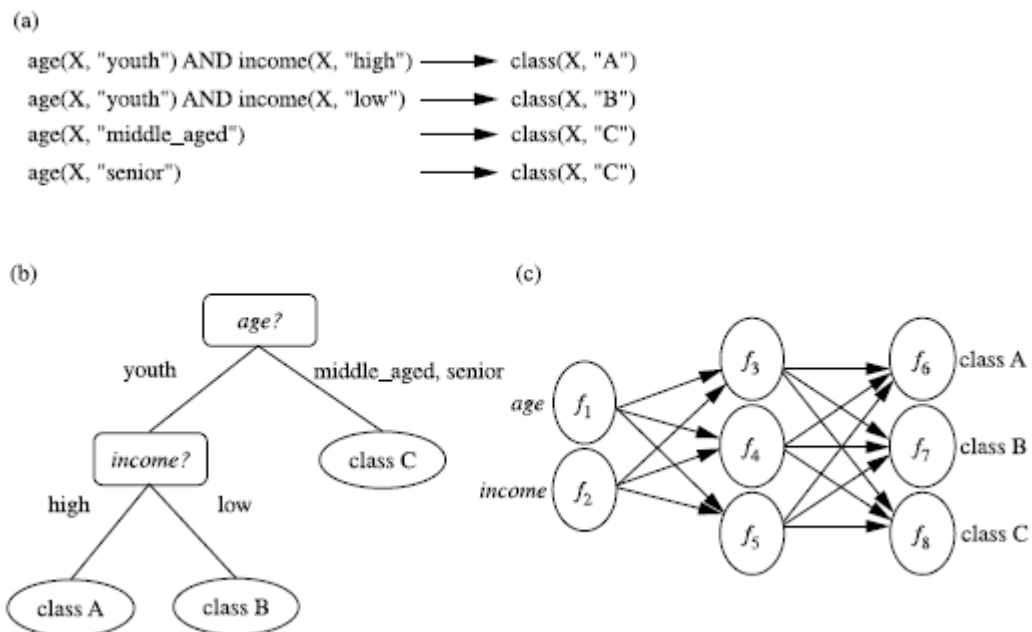 (a)
age(X, "youth") AND income(X, "high") class(X, "A")
age(X, "youth") AND income(X, "low") class(X, "B")
age(X, "middle_aged") class(X, "C")
age(X, "senior") class(X, "C")
(b)
age?
youth
middle_aged, senior
income?
class C
high
low
class A
class B
(c)
age
income
f1
f2
f3
f4
f5
f6
f7
f8
class A
class B
class C